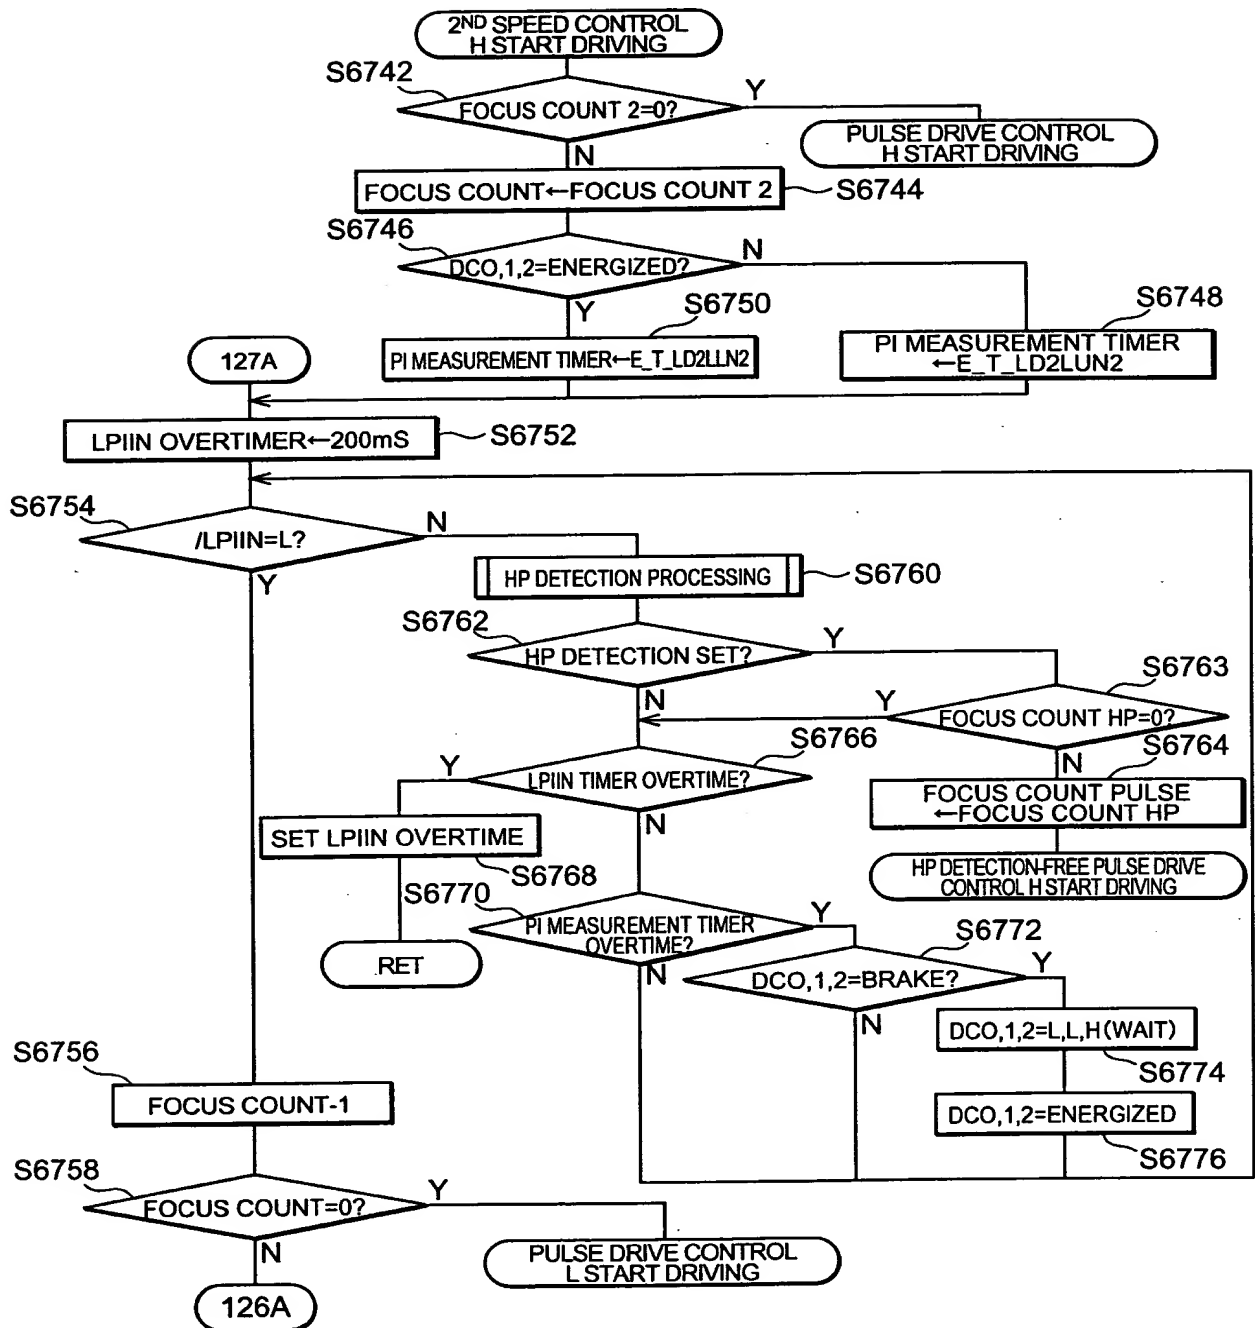 2ND SPEED CONTROL
H START DRIVING
S6742
FOCUS COUNT 2=0?
Y
N
PULSE DRIVE CONTROL
H START DRIVING
FOCUS COUNT←FOCUS COUNT 2
S6744
S6746
DCO,1,2=ENERGIZED?
N
Y
S6750
S6748
127A
PI MEASUREMENT TIMER←E_T_LD2LLN2
PI MEASUREMENT TIMER
←E_T_LD2LUN2
LPIIN OVERTIMER←200mS
S6752
S6754
/LPIIN=L?
N
Y
HP DETECTION PROCESSING
S6760
S6762
HP DETECTION SET?
Y
N
S6763
Y
FOCUS COUNT HP=0?
N
S6766
S6764
Y
LPIIN TIMER OVERTIME?
N
FOCUS COUNT PULSE
←FOCUS COUNT HP
SET LPIIN OVERTIME
S6768
HP DETECTION-FREE PULSE DRIVE
CONTROL H START DRIVING
S6770
PI MEASUREMENT TIMER
OVERTIME?
Y
N
RET
S6772
DCO,1,2=BRAKE?
Y
N
DCO,1,2=L,L,H(WAIT)
S6774
S6756
FOCUS COUNT-1
DCO,1,2=ENERGIZED
S6776
S6758
FOCUS COUNT=0?
Y
N
PULSE DRIVE CONTROL
L START DRIVING
126A